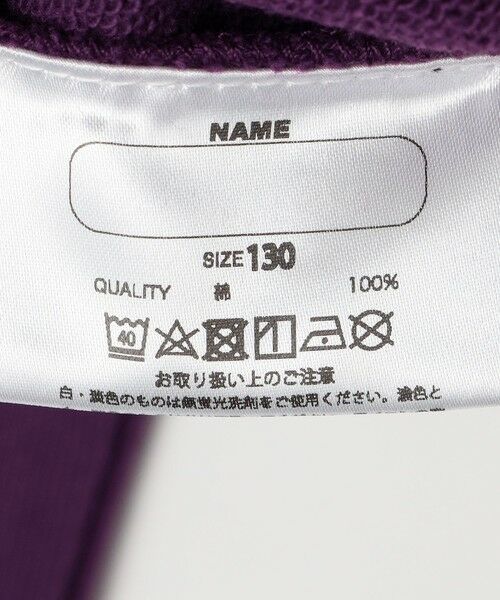 NAME
SIZE 130
QUALITY 綿 100%
40
お取り扱い上のご注意
白・淡色のものは無蛍光洗剤をご使用ください。濃色と